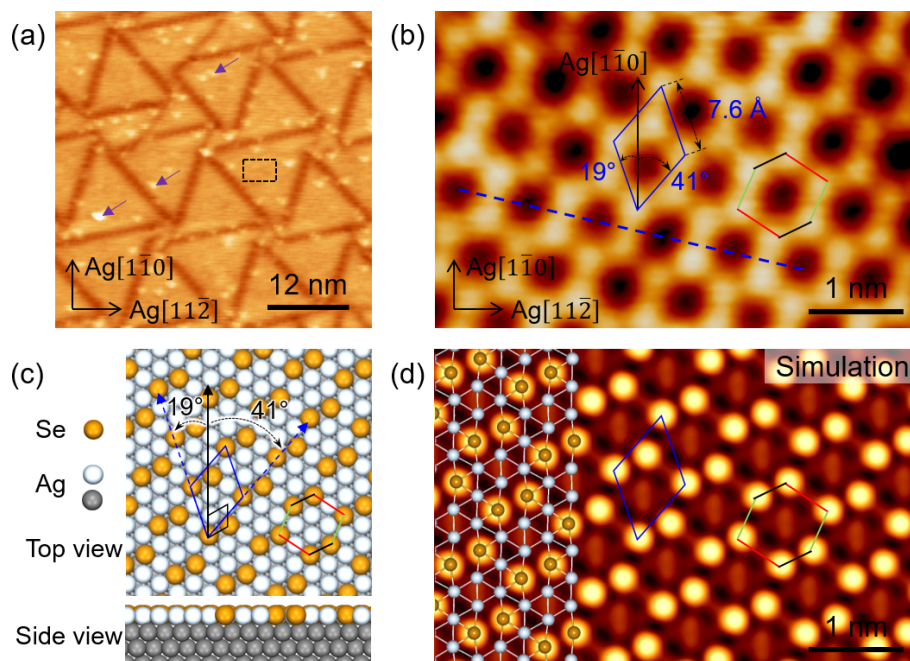 (a)
Ag[11̅0]
Ag[112̅]
12 nm
(b)
Ag[11̅0]
7.6 Å
19°
41°
Ag[11̅0]
Ag[112̅]
1 nm
(c)
Se
Ag
Top view
Side view
19°
41°
(d)
Simulation
1 nm